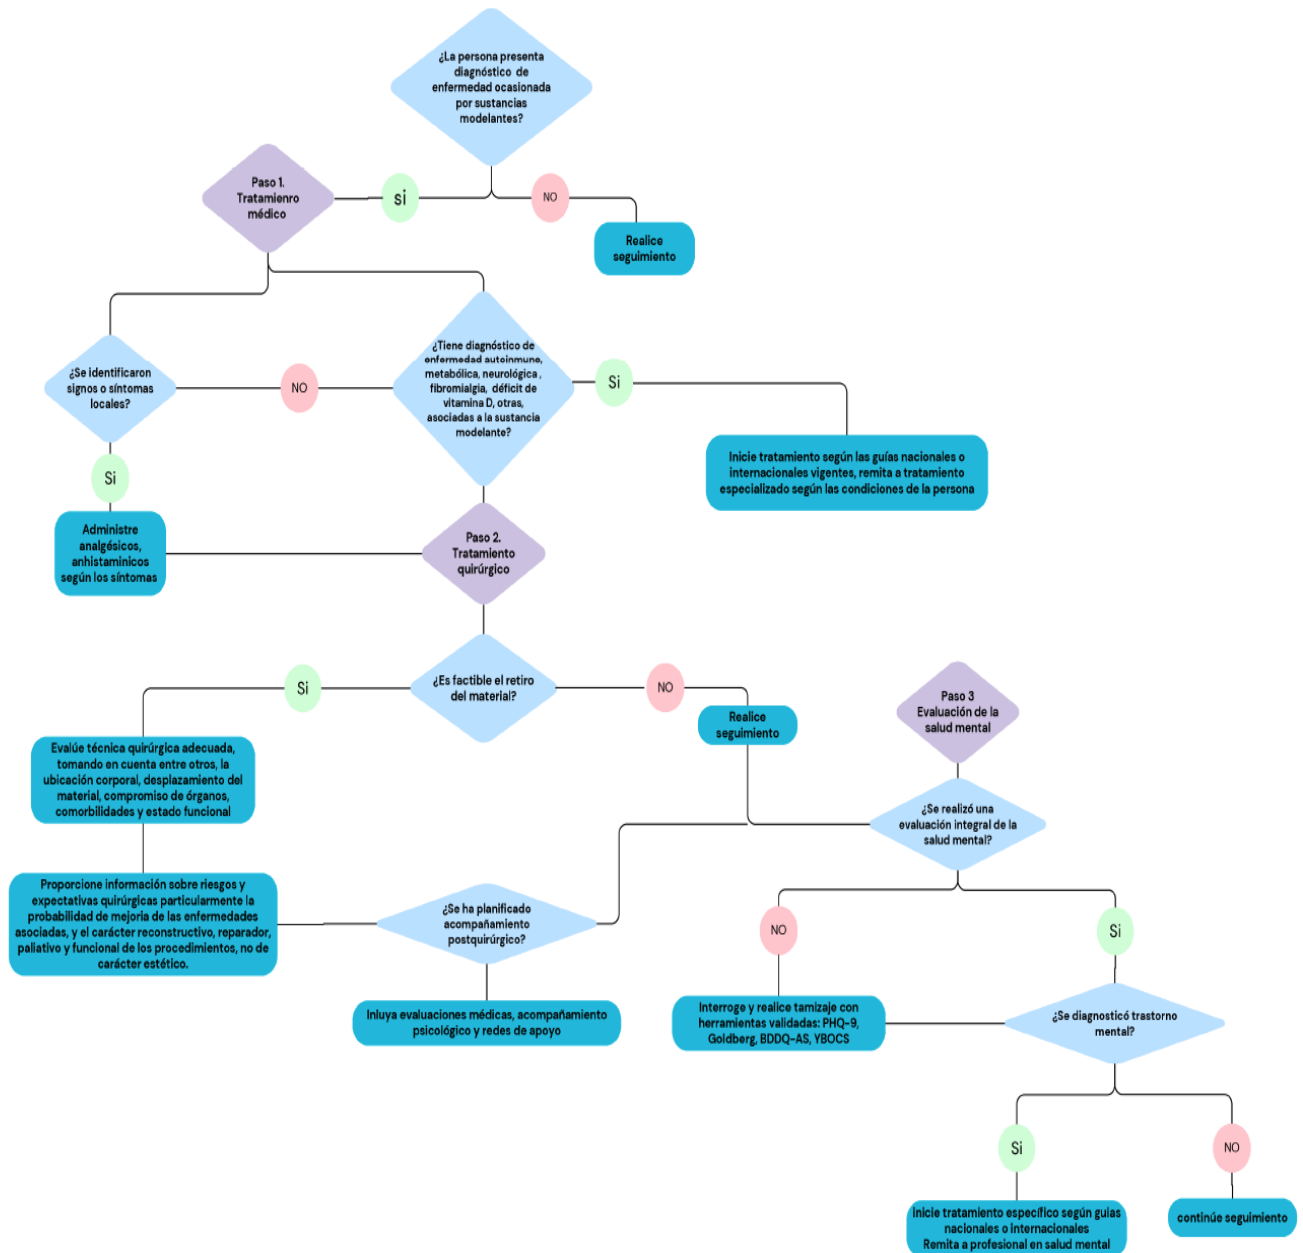 ¿La persona presenta
diagnóstico de
enfermedad ocasionada
por sustancias
modelantes?
Paso 1.
Tratamienro
médico
si
NO
Realice
seguimiento
¿Se identificaron
signos o síntomas
locales?
NO
¿Tiene diagnóstico de
enfermedad autoinmune,
metabólica, neurológica ,
fibromialgia, déficit de
vitamina D, otras,
asociadas a la sustancia
modelante?
Si
Inicie tratamiento según las guías nacionales o
internacionales vigentes, remita a tratamiento
especializado según las condiciones de la persona
Si
Administre
analgésicos,
anhistaminicos
según los síntomas
Paso 2.
Tratamiento
quirúrgico
Si
¿Es factible el retiro
del material?
NO
Realice
seguimiento
Paso 3
Evaluación de la
salud mental
Evalúe técnica quirúrgica adecuada,
tomando en cuenta entre otros, la
ubicación corporal, desplazamiento del
material, compromiso de órganos,
comorbilidades y estado funcional
¿Se realizó una
evaluación integral de la
salud mental?
Proporcione información sobre riesgos y
expectativas quirúrgicas particularmente la
probabilidad de mejoria de las enfermedades
asociadas, y el carácter reconstructivo, reparador,
paliativo y funcional de los procedimientos, no de
carácter estético.
¿Se ha planificado
acompañamiento
postquirúrgico?
NO
Si
Inluya evaluaciones médicas, acompañamiento
psicológico y redes de apoyo
Interroge y realice tamizaje con
herramientas validadas: PHQ-9,
Goldberg, BDDQ-AS, YBOCS
¿Se diagnosticó trastorno
mental?
Si
NO
Inicie tratamiento específico según guias
nacionales o internacionales
Remita a profesional en salud mental
continúe seguimiento